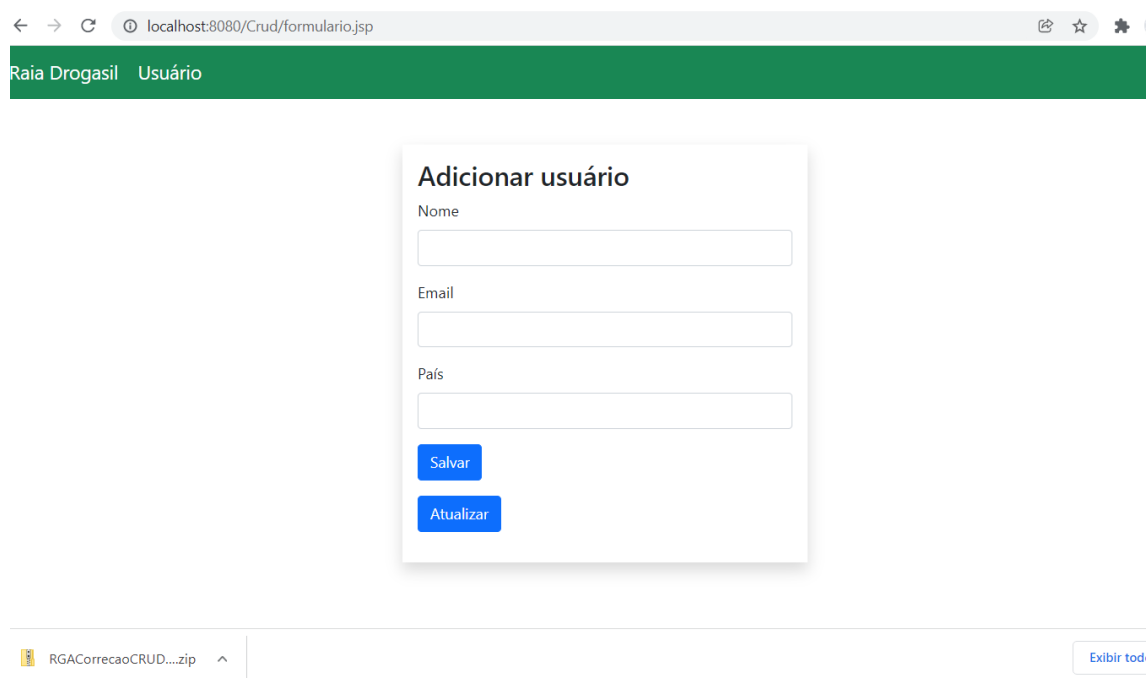 localhost:8080/Crud/formulario.jsp
Raia Drogasil Usuário
Adicionar usuário
Nome
Email
País
Salvar
Atualizar
RGACorrecaoCRUD....zip
Exibir tod